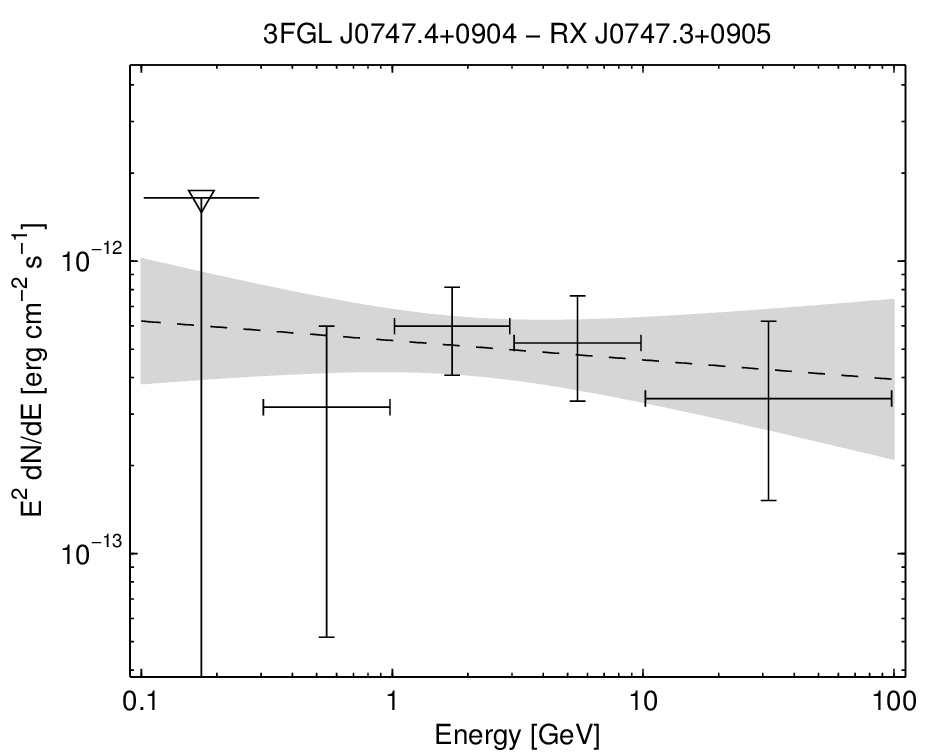 3FGL J0747.4+0904 − RX J0747.3+0905
E² dN/dE [erg cm⁻² s⁻¹]
10⁻¹²
10⁻¹³
0.1 1 10 100
Energy [GeV]